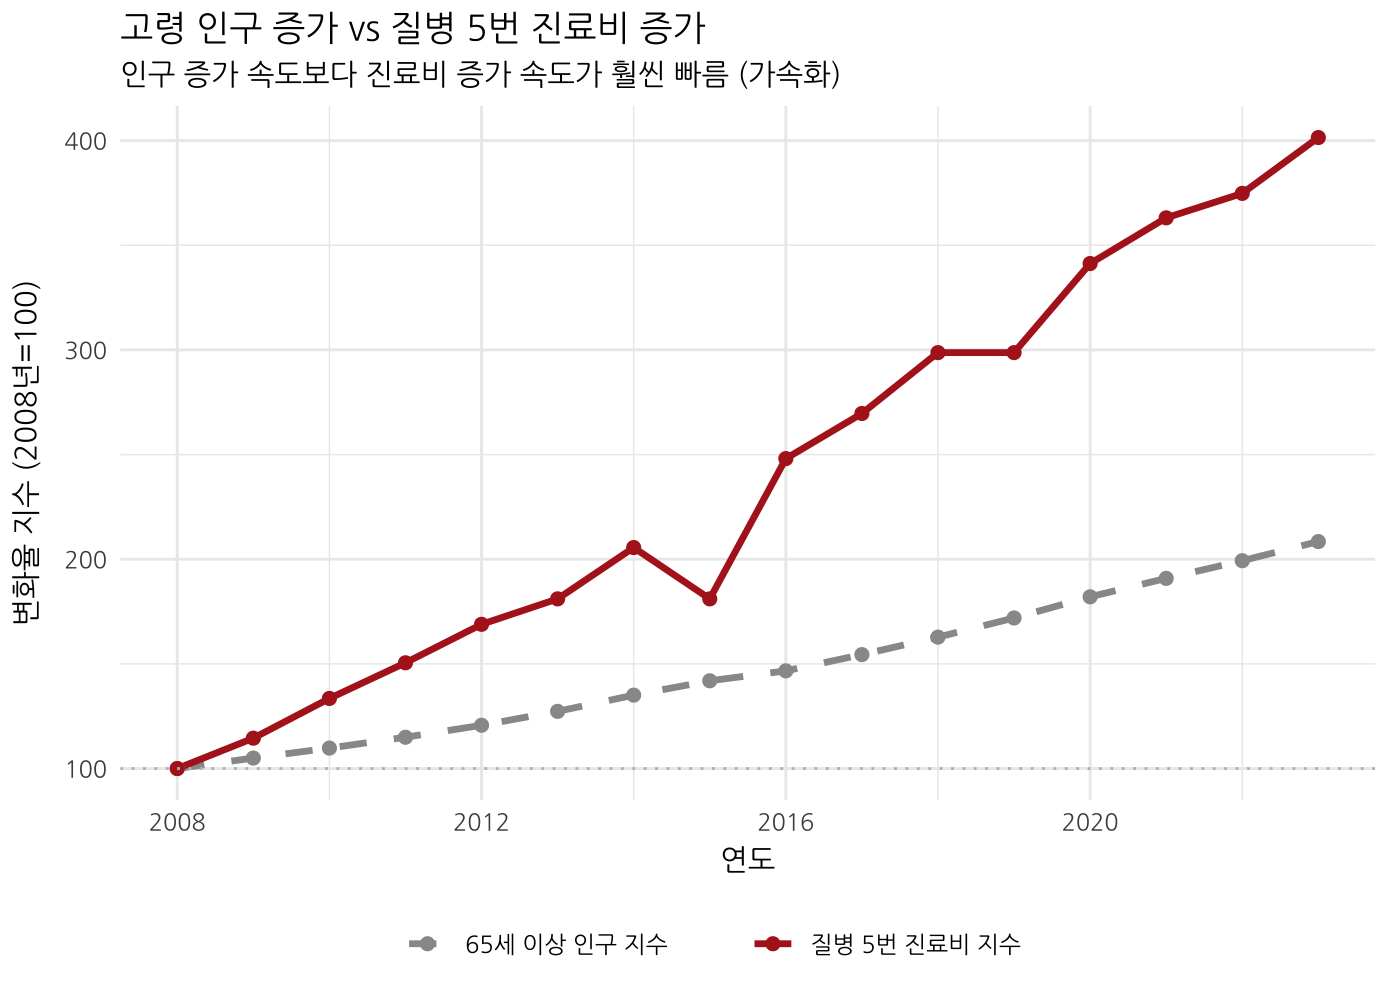 고령 인구 증가 vs 질병 5번 진료비 증가
인구 증가 속도보다 진료비 증가 속도가 훨씬 빠름 (가속화)
변화율 지수 (2008년=100)
400
300
200
100
2008 2012 2016 2020
연도
65세 이상 인구 지수 질병 5번 진료비 지수